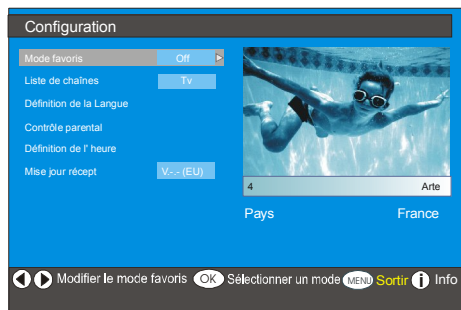 Configuration
Mode favoris Off
Liste de chaînes Tv
Définition de la Langue
Contrôle parental
Définition de l' heure
Mise jour récept V.-.- (EU)
4 Arte
Pays France
Modifier le mode favoris OK Sélectionner un mode MENU Sortir i Info